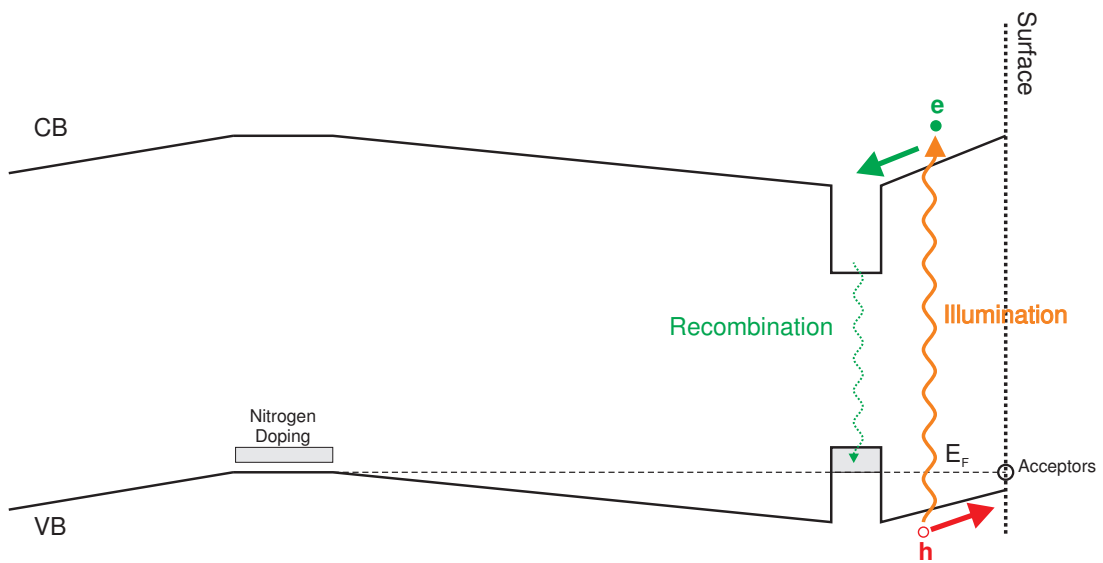 Surface
CB
e
Recombination
Illumination
Nitrogen
Doping
E_F
Acceptors
VB
h